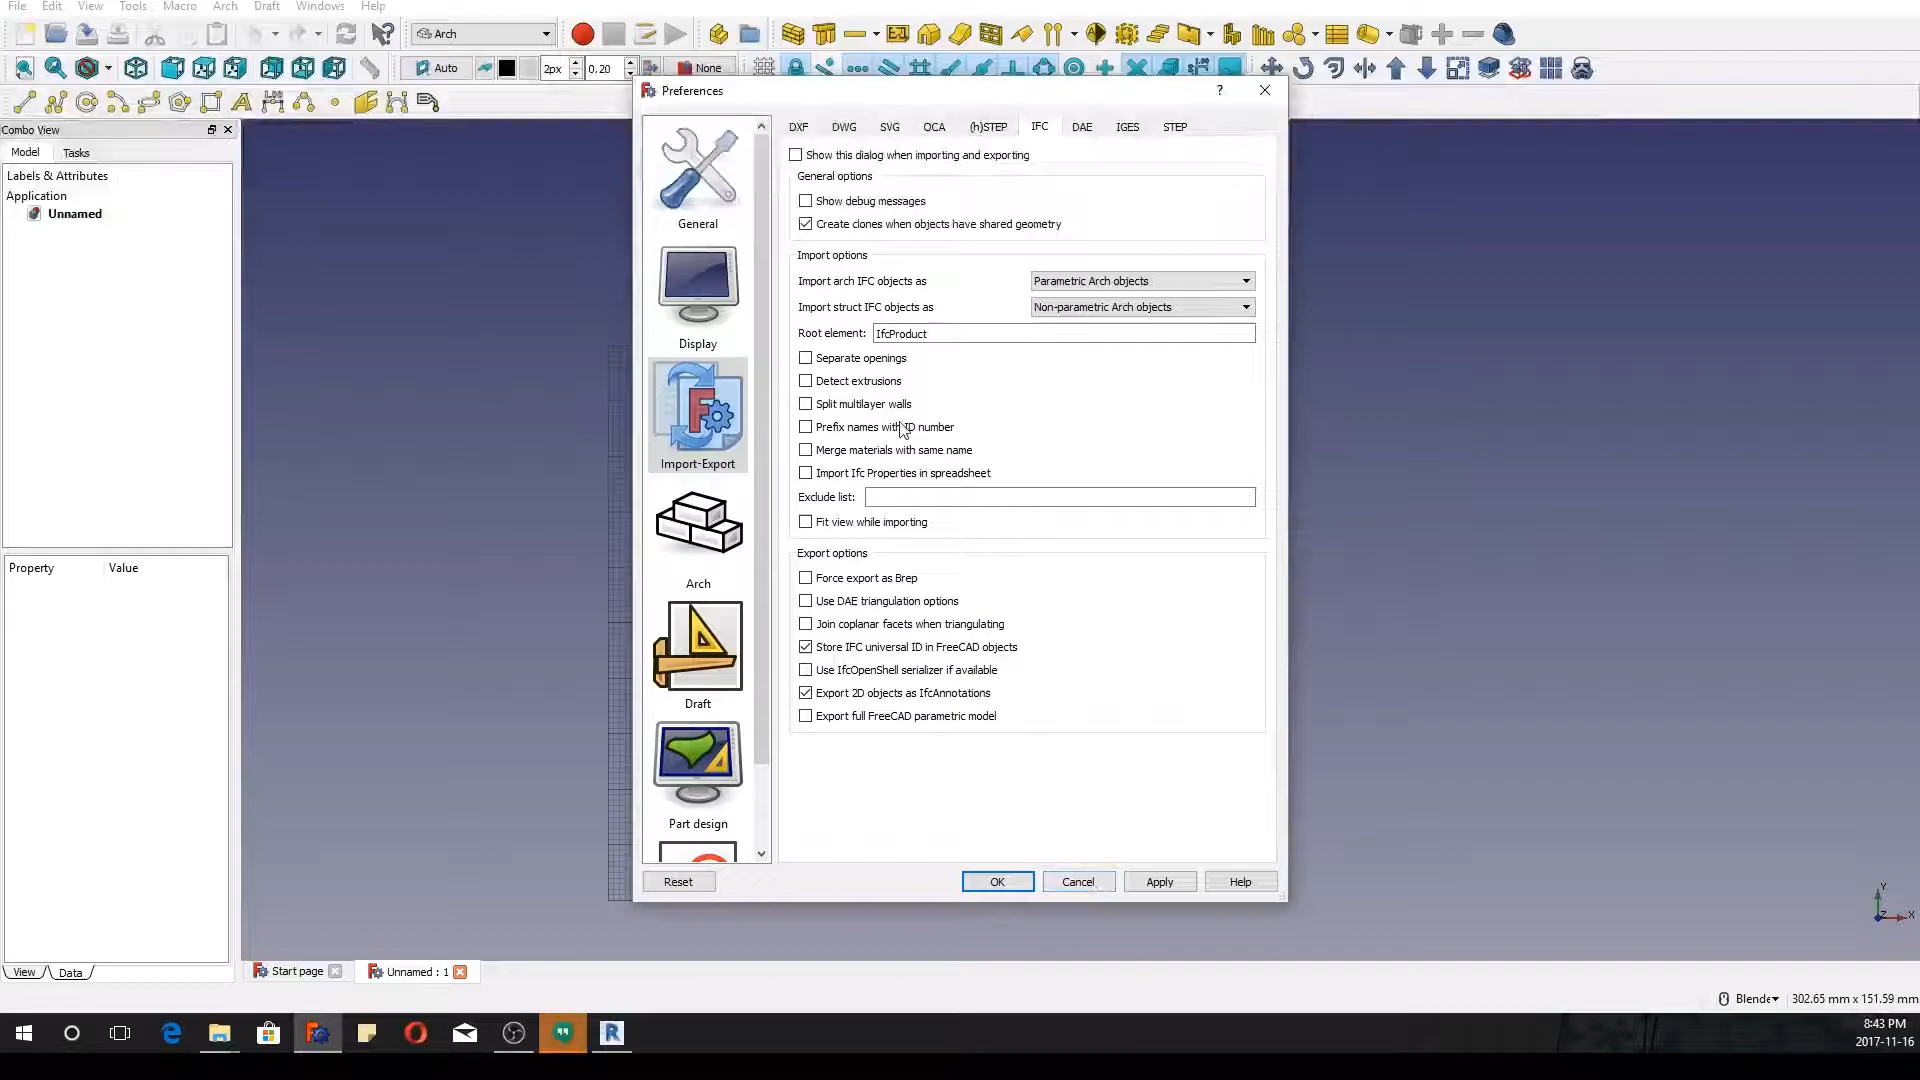 File Edit View Tools Macro Arch Draft Windows Help
Arch
Auto 2px 0.20 None
Combo View
Model Tasks
Labels & Attributes
Application
Unnamed
Property Value
View Data
Preferences ?
General
Display
Import-Export
Arch
Draft
Part design
DXF DWG SVG OCA (h)STEP IFC DAE IGES STEP
Show this dialog when importing and exporting
General options
Show debug messages
Create clones when objects have shared geometry
Import options
Import arch IFC objects as Parametric Arch objects
Import struct IFC objects as Non-parametric Arch objects
Root element: IfcProduct
Separate openings
Detect extrusions
Split multilayer walls
Prefix names with ID number
Merge materials with same name
Import Ifc Properties in spreadsheet
Exclude list:
Fit view while importing
Export options
Force export as Brep
Use DAE triangulation options
Join coplanar facets when triangulating
Store IFC universal ID in FreeCAD objects
Use IfcOpenShell serializer if available
Export 2D objects as IfcAnnotations
Export full FreeCAD parametric model
Reset OK Cancel Apply Help
Y
Z X
Start page Unnamed : 1
Blende 302.65 mm x 151.59 mm
8:43 PM
2017-11-16